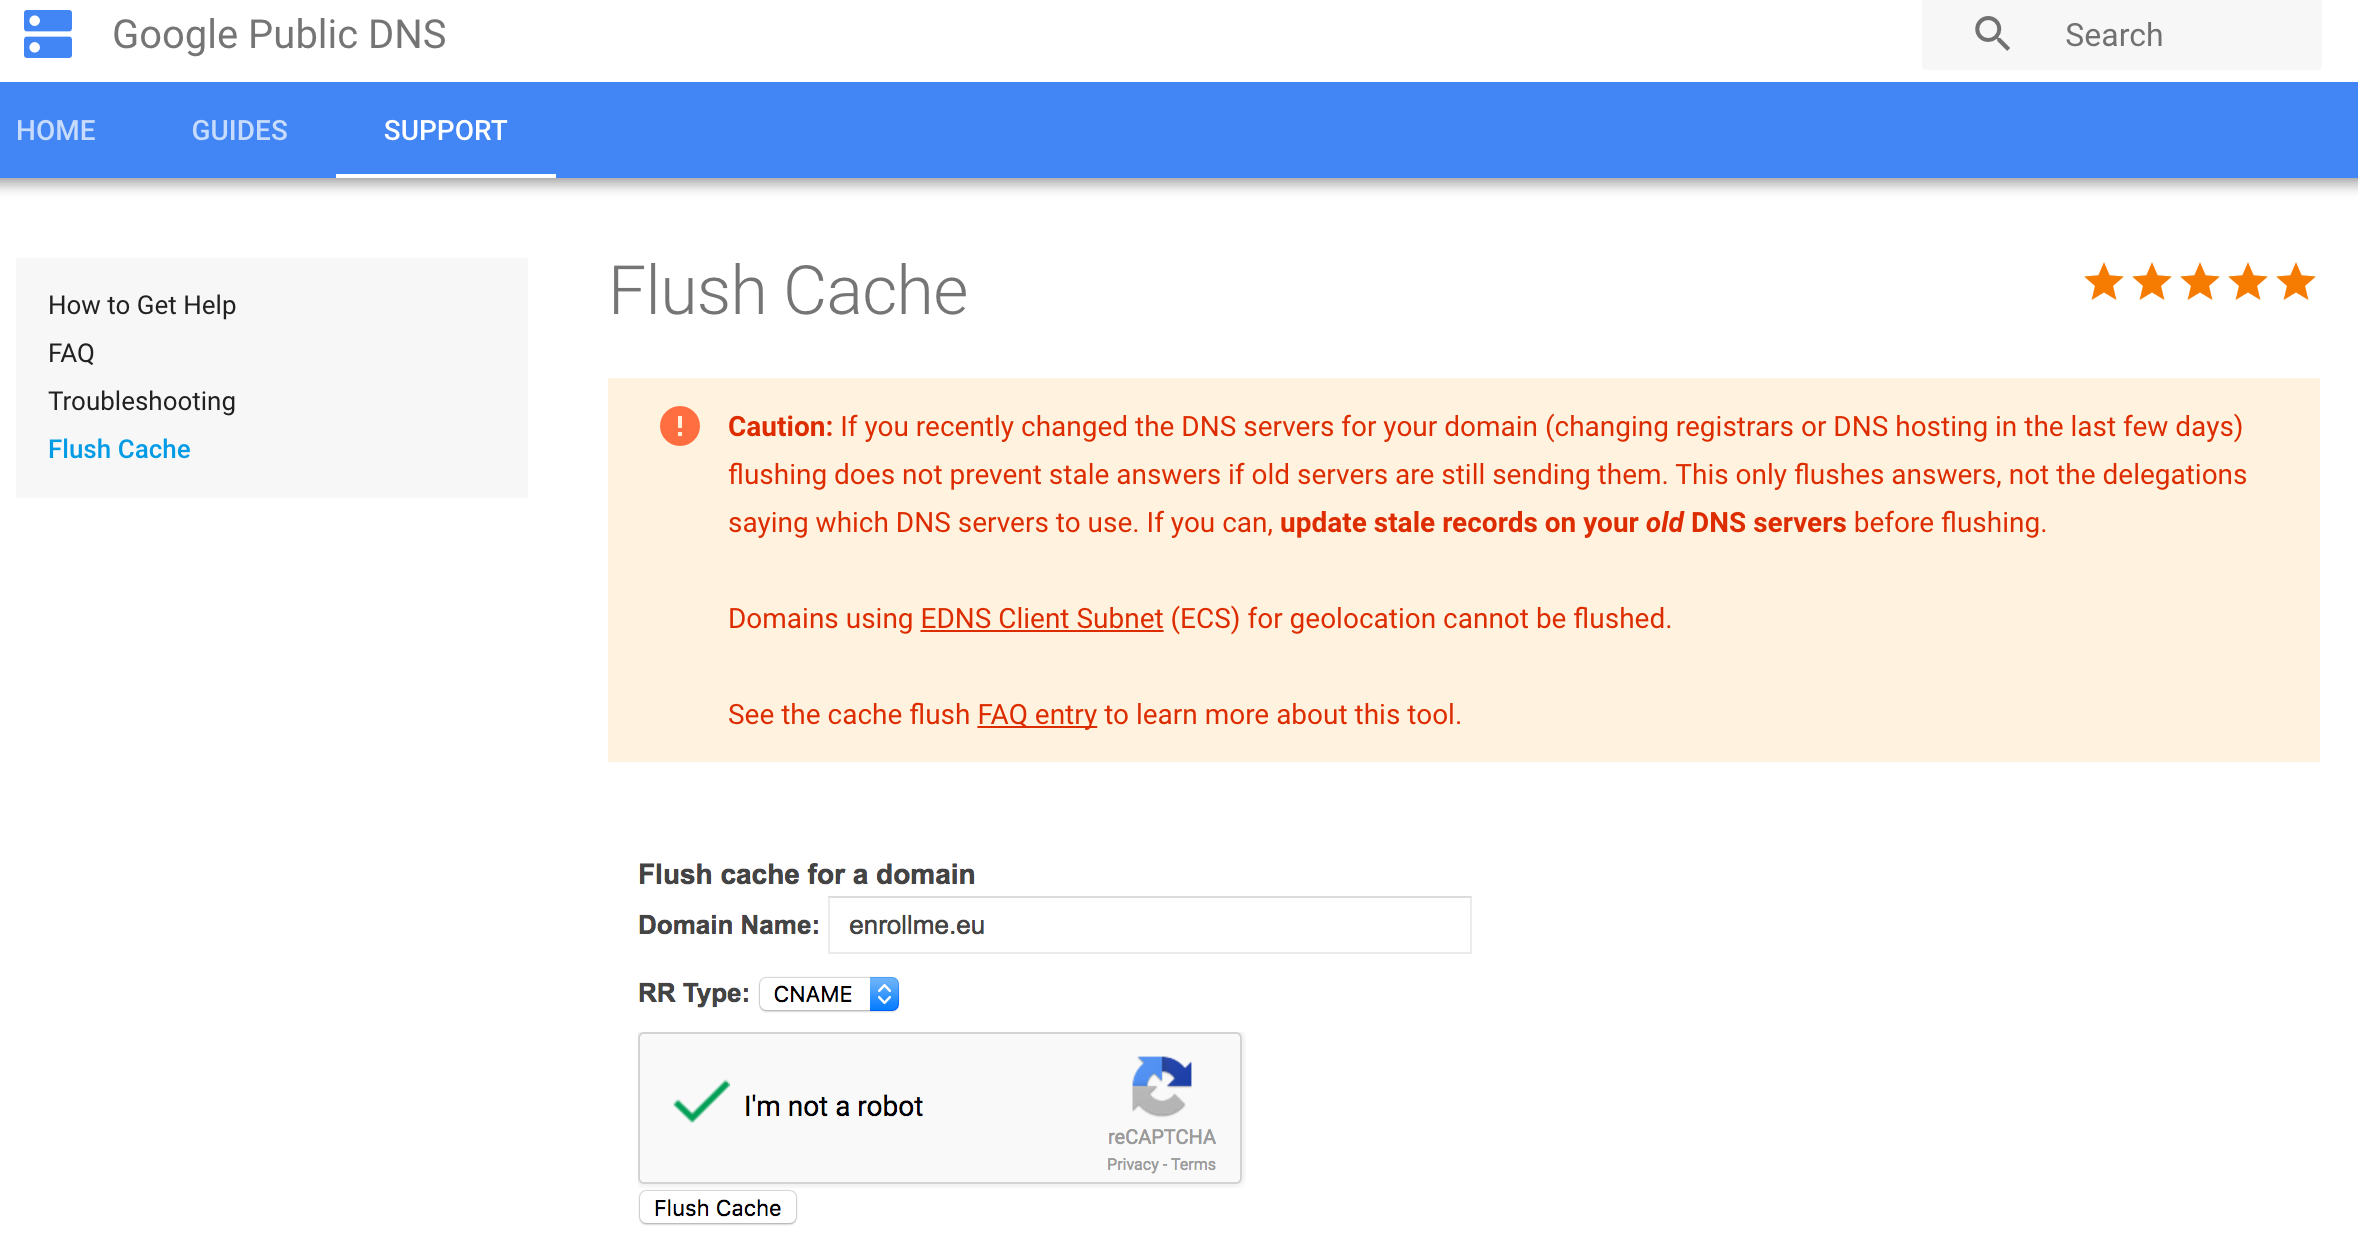 Google Public DNS
Search
HOME
GUIDES
SUPPORT
How to Get Help
FAQ
Troubleshooting
Flush Cache
Flush Cache
Caution: If you recently changed the DNS servers for your domain (changing registrars or DNS hosting in the last few days)
flushing does not prevent stale answers if old servers are still sending them. This only flushes answers, not the delegations
saying which DNS servers to use. If you can, update stale records on your old DNS servers before flushing.
Domains using EDNS Client Subnet (ECS) for geolocation cannot be flushed.
See the cache flush FAQ entry to learn more about this tool.
Flush cache for a domain
Domain Name: enrollme.eu
RR Type: CNAME
I'm not a robot
reCAPTCHA
Privacy - Terms
Flush Cache